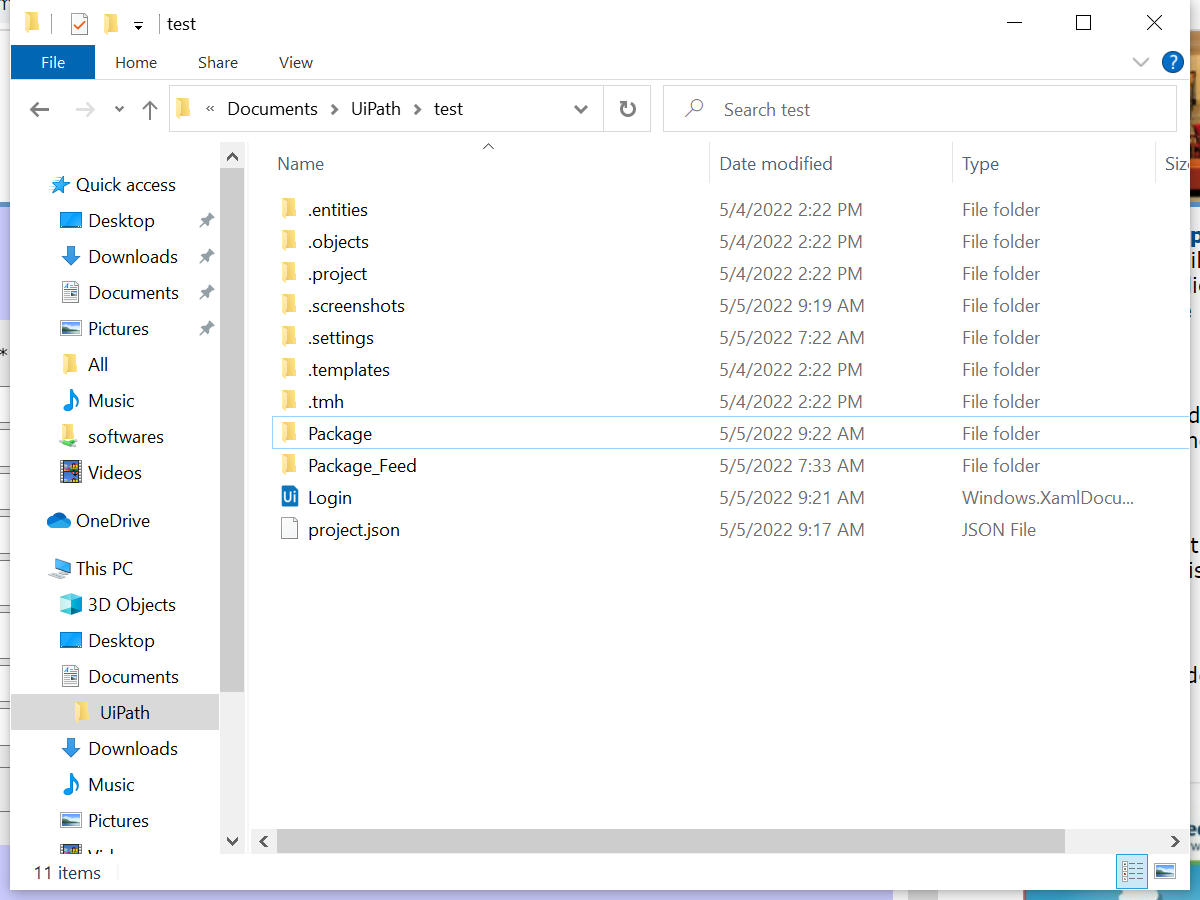 test
File Home Share View
?
« Documents > UiPath > test
Search test
Name Date modified Type Siz
Quick access
Desktop
Downloads
Documents
Pictures
All
Music
softwares
Videos
OneDrive
This PC
3D Objects
Desktop
Documents
UiPath
Downloads
Music
Pictures
.entities 5/4/2022 2:22 PM File folder
.objects 5/4/2022 2:22 PM File folder
.project 5/4/2022 2:22 PM File folder
.screenshots 5/5/2022 9:19 AM File folder
.settings 5/5/2022 7:22 AM File folder
.templates 5/4/2022 2:22 PM File folder
.tmh 5/4/2022 2:22 PM File folder
Package 5/5/2022 9:22 AM File folder
Package_Feed 5/5/2022 7:33 AM File folder
Ui Login 5/5/2022 9:21 AM Windows.XamlDocu...
project.json 5/5/2022 9:17 AM JSON File
11 items